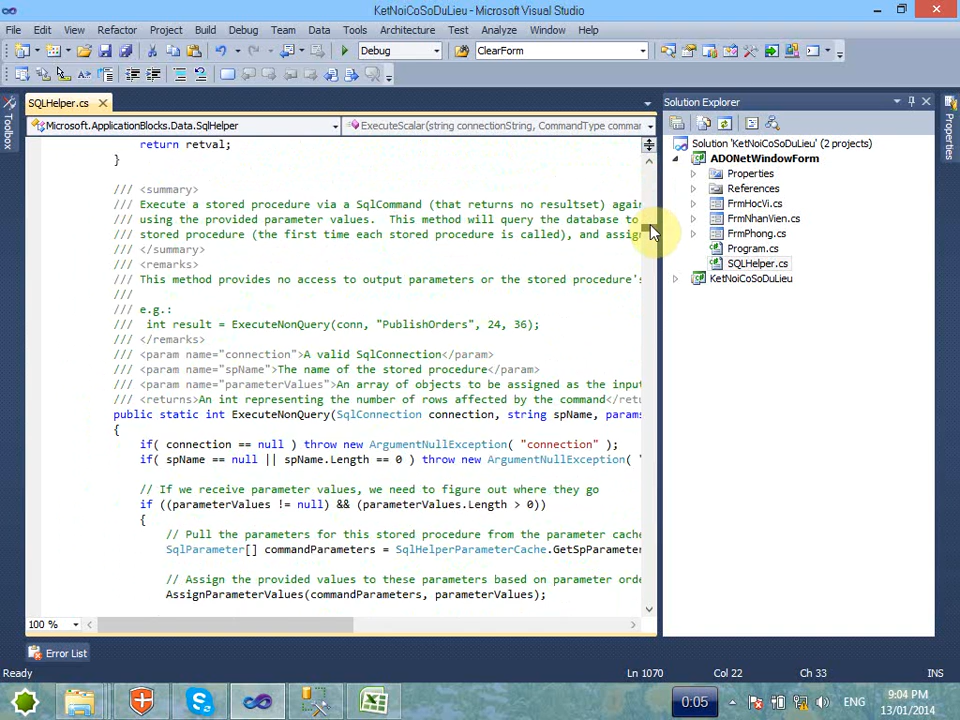 KetNoiCoSoDuLieu - Microsoft Visual Studio
File Edit View Refactor Project Build Debug Team Data Tools Architecture Test Analyze Window Help
Debug ClearForm
SQLHelper.cs
Microsoft.ApplicationBlocks.Data.SqlHelper
ExecuteScalar(string connectionString, CommandType commar
return retval;
}
/// <summary>
/// Execute a stored procedure via a SqlCommand (that returns no resultset) agai
/// using the provided parameter values.  This method will query the database to
/// stored procedure (the first time each stored procedure is called), and assig
/// </summary>
/// <remarks>
/// This method provides no access to output parameters or the stored procedure'
///
/// e.g.:
///  int result = ExecuteNonQuery(conn, "PublishOrders", 24, 36);
/// </remarks>
/// <param name="connection">A valid SqlConnection</param>
/// <param name="spName">The name of the stored procedure</param>
/// <param name="parameterValues">An array of objects to be assigned as the input
/// <returns>An int representing the number of rows affected by the command</retu
public static int ExecuteNonQuery(SqlConnection connection, string spName, params
{
if( connection == null ) throw new ArgumentNullException( "connection" );
if( spName == null || spName.Length == 0 ) throw new ArgumentNullException( "
// If we receive parameter values, we need to figure out where they go
if ((parameterValues != null) && (parameterValues.Length > 0))
{
// Pull the parameters for this stored procedure from the parameter cache
SqlParameter[] commandParameters = SqlHelperParameterCache.GetSpParameter
// Assign the provided values to these parameters based on parameter orde
AssignParameterValues(commandParameters, parameterValues);
100 %
Toolbox
Solution Explorer
Solution 'KetNoiCoSoDuLieu' (2 projects)
ADONetWindowForm
Properties
References
FrmHocVi.cs
FrmNhanVien.cs
FrmPhong.cs
Program.cs
SQLHelper.cs
KetNoiCoSoDuLieu
Properties
Error List
Ready Ln 1070 Col 22 Ch 33 INS
0:05 ENG 9:04 PM
13/01/2014